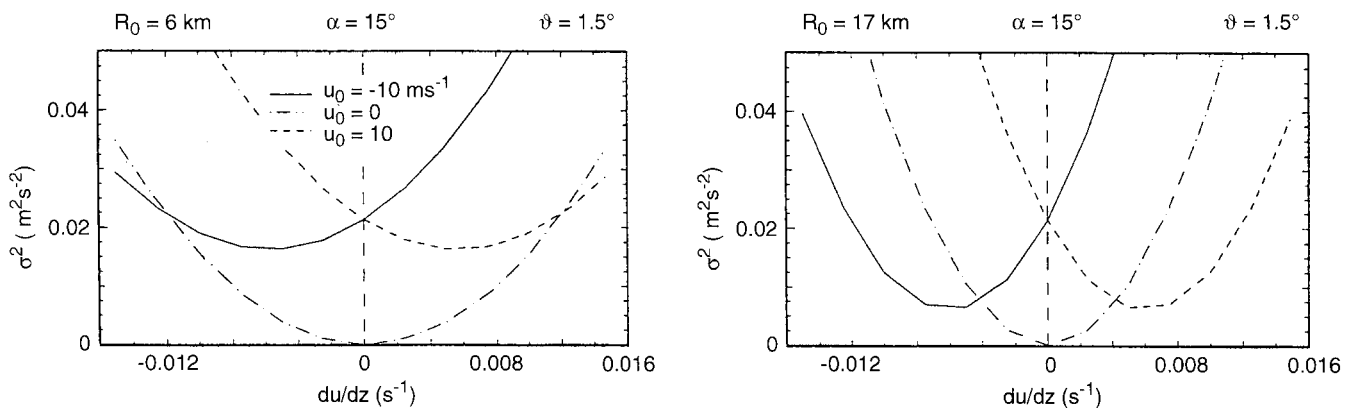 R₀ = 6 km α = 15° ϑ = 1.5°
0.04
0.02
0
σ² ( m²s⁻²)
u₀ = -10 ms⁻¹
u₀ = 0
u₀ = 10
-0.012 0 0.008 0.016
du/dz (s⁻¹)
R₀ = 17 km α = 15° ϑ = 1.5°
0.04
0.02
0
σ² ( m²s⁻²)
-0.012 0 0.008 0.016
du/dz (s⁻¹)